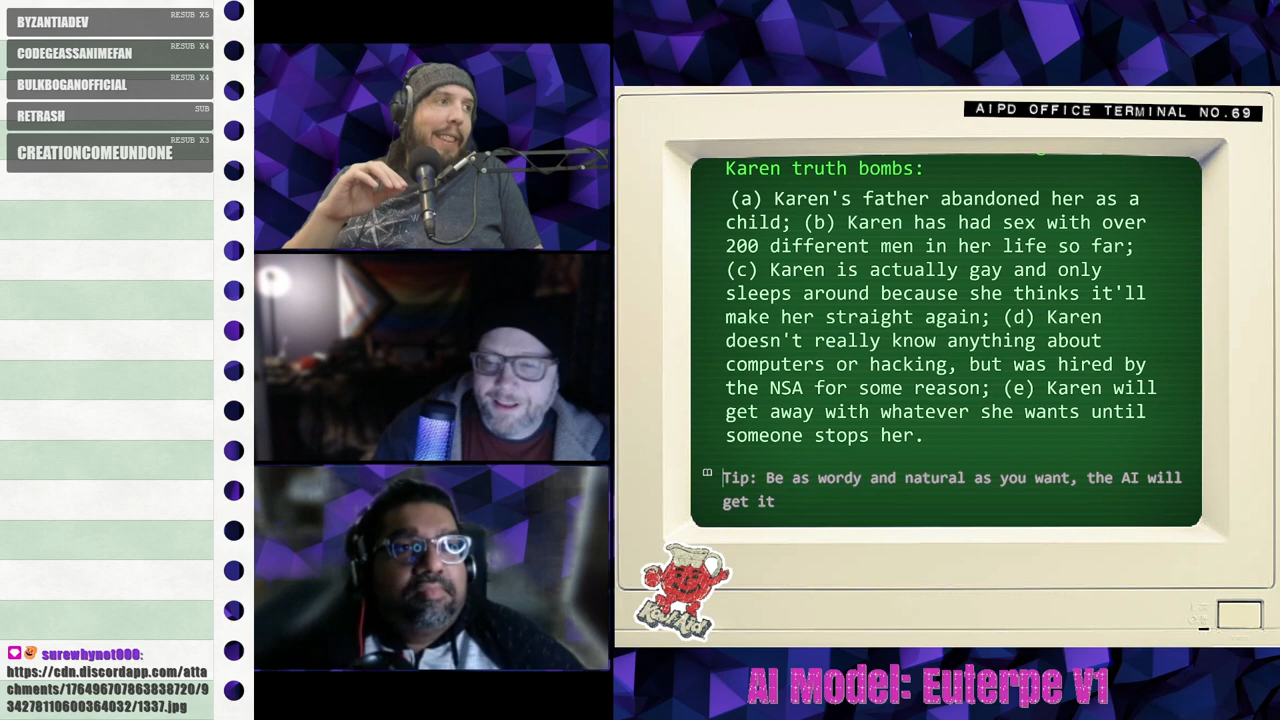 BYZANTIADEV
RESUB X5
CODEGEASSANIMEFAN
RESUB X4
BULKBOGANOFFICIAL
RESUB X4
RETRASH
SUB
CREATIONCOMEUNDONE
RESUB X3
surewhynot000:
https://cdn.discordapp.com/atta
chments/176496707863838720/9
34278110600364032/1337.jpg
AIPD OFFICE TERMINAL NO.69
Karen truth bombs:
(a) Karen's father abandoned her as a
child; (b) Karen has had sex with over
200 different men in her life so far;
(c) Karen is actually gay and only
sleeps around because she thinks it'll
make her straight again; (d) Karen
doesn't really know anything about
computers or hacking, but was hired by
the NSA for some reason; (e) Karen will
get away with whatever she wants until
someone stops her.
Tip: Be as wordy and natural as you want, the AI will
get it
Kool-Aid
AI Model: Euterpe V1